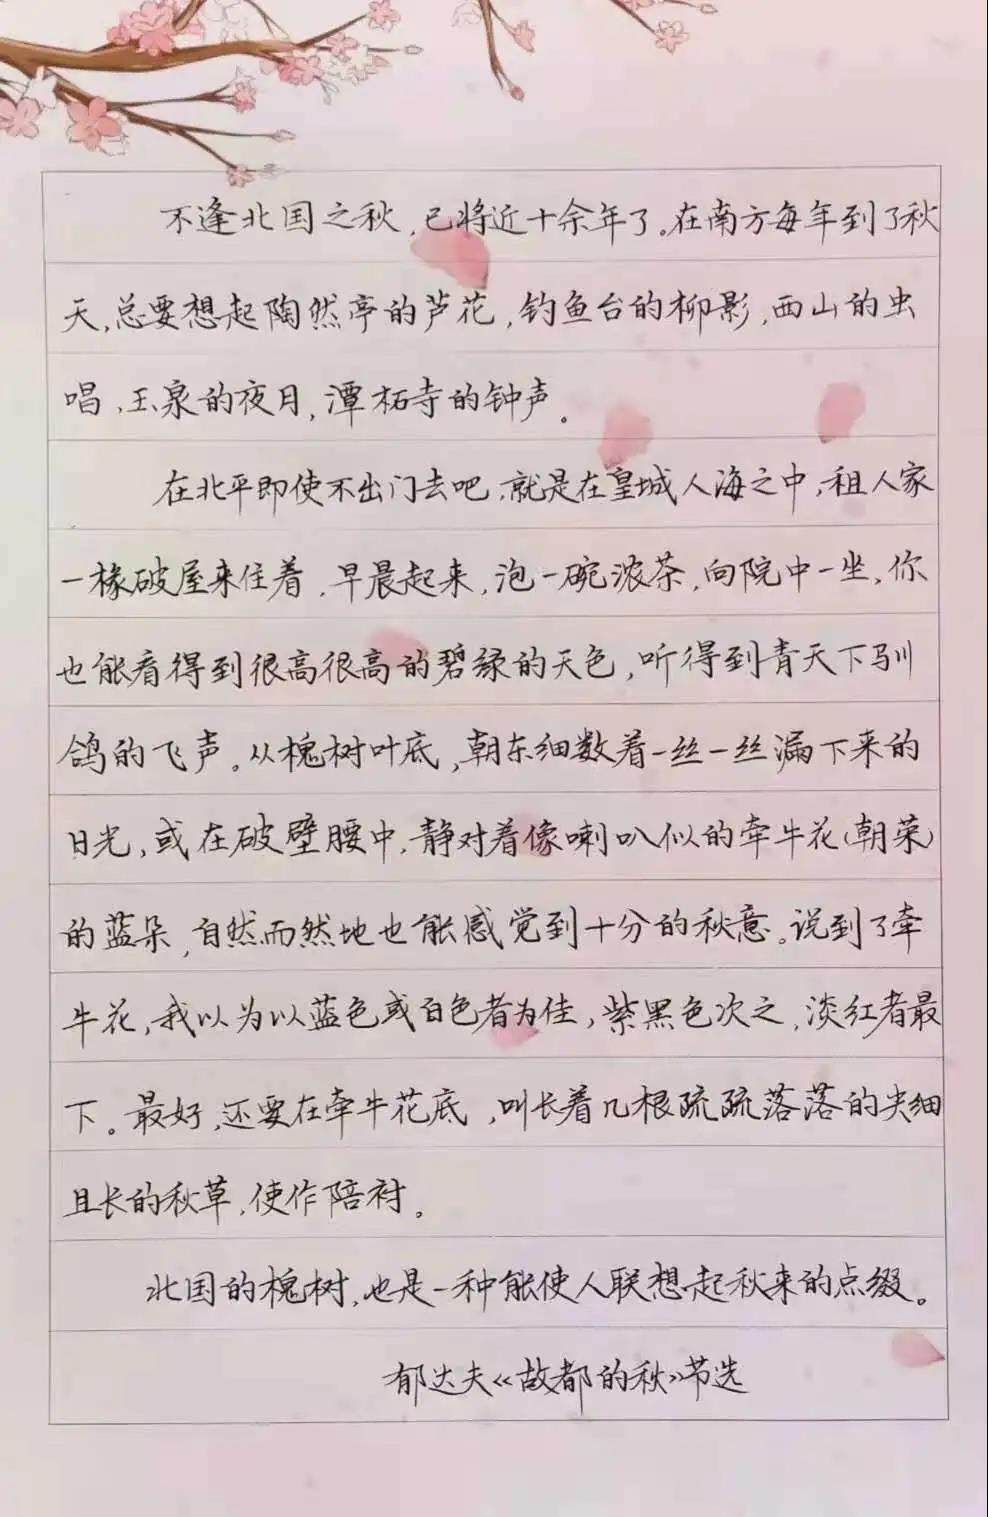 不逢北国之秋，已将近十余年了。在南方每年到了秋
天，总要想起陶然亭的芦花，钓鱼台的柳影，西山的虫
唱，玉泉的夜月，潭柘寺的钟声。
在北平即使不出门去吧，就是在皇城人海之中，租人家
一椽破屋来住着，早晨起来，泡一碗浓茶，向院中一坐，你
也能看得到很高很高的碧绿的天色，听得到青天下驯
鸽的飞声。从槐树叶底，朝东细数着一丝一丝漏下来的
日光，或在破壁腰中，静对着像喇叭似的牵牛花（朝荣）
的蓝朵，自然而然地也能感觉到十分的秋意。说到了牵
牛花，我以为以蓝色或白色者为佳，紫黑色次之，淡红者最
下。最好，还要在牵牛花底，叫长着几根疏疏落落的尖细
且长的秋草，使作陪衬。
北国的槐树，也是一种能使人联想起秋来的点缀。
郁达夫《故都的秋》节选